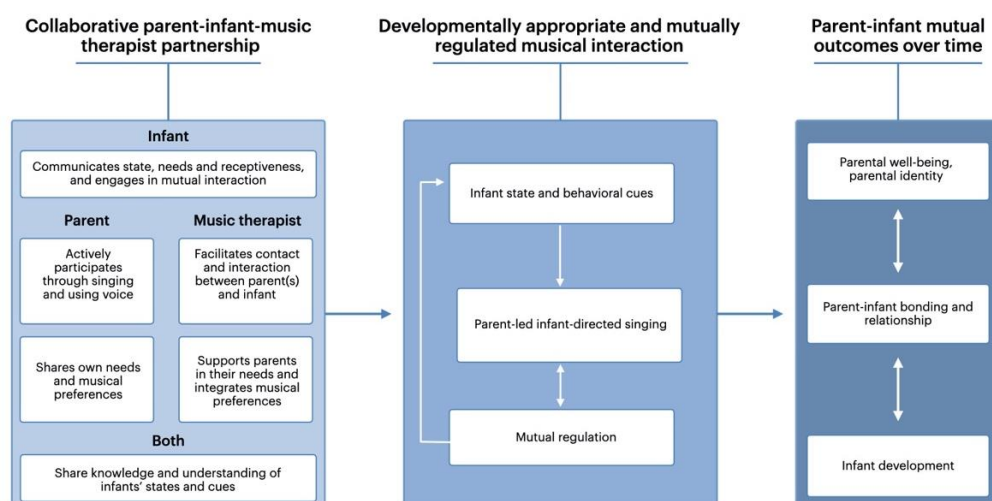 Collaborative parent-infant-music
therapist partnership
Infant
Communicates state, needs and receptiveness,
and engages in mutual interaction
Parent
Actively
participates
through singing
and using voice
Shares own needs
and musical
preferences
Music therapist
Facilitates contact
and interaction
between parent(s)
and infant
Supports parents
in their needs and
integrates musical
preferences
Both
Share knowledge and understanding of
infants' states and cues
Developmentally appropriate and mutually
regulated musical interaction
Infant state and behavioral cues
Parent-led infant-directed singing
Mutual regulation
Parent-infant mutual
outcomes over time
Parental well-being,
parental identity
Parent-infant bonding and
relationship
Infant development